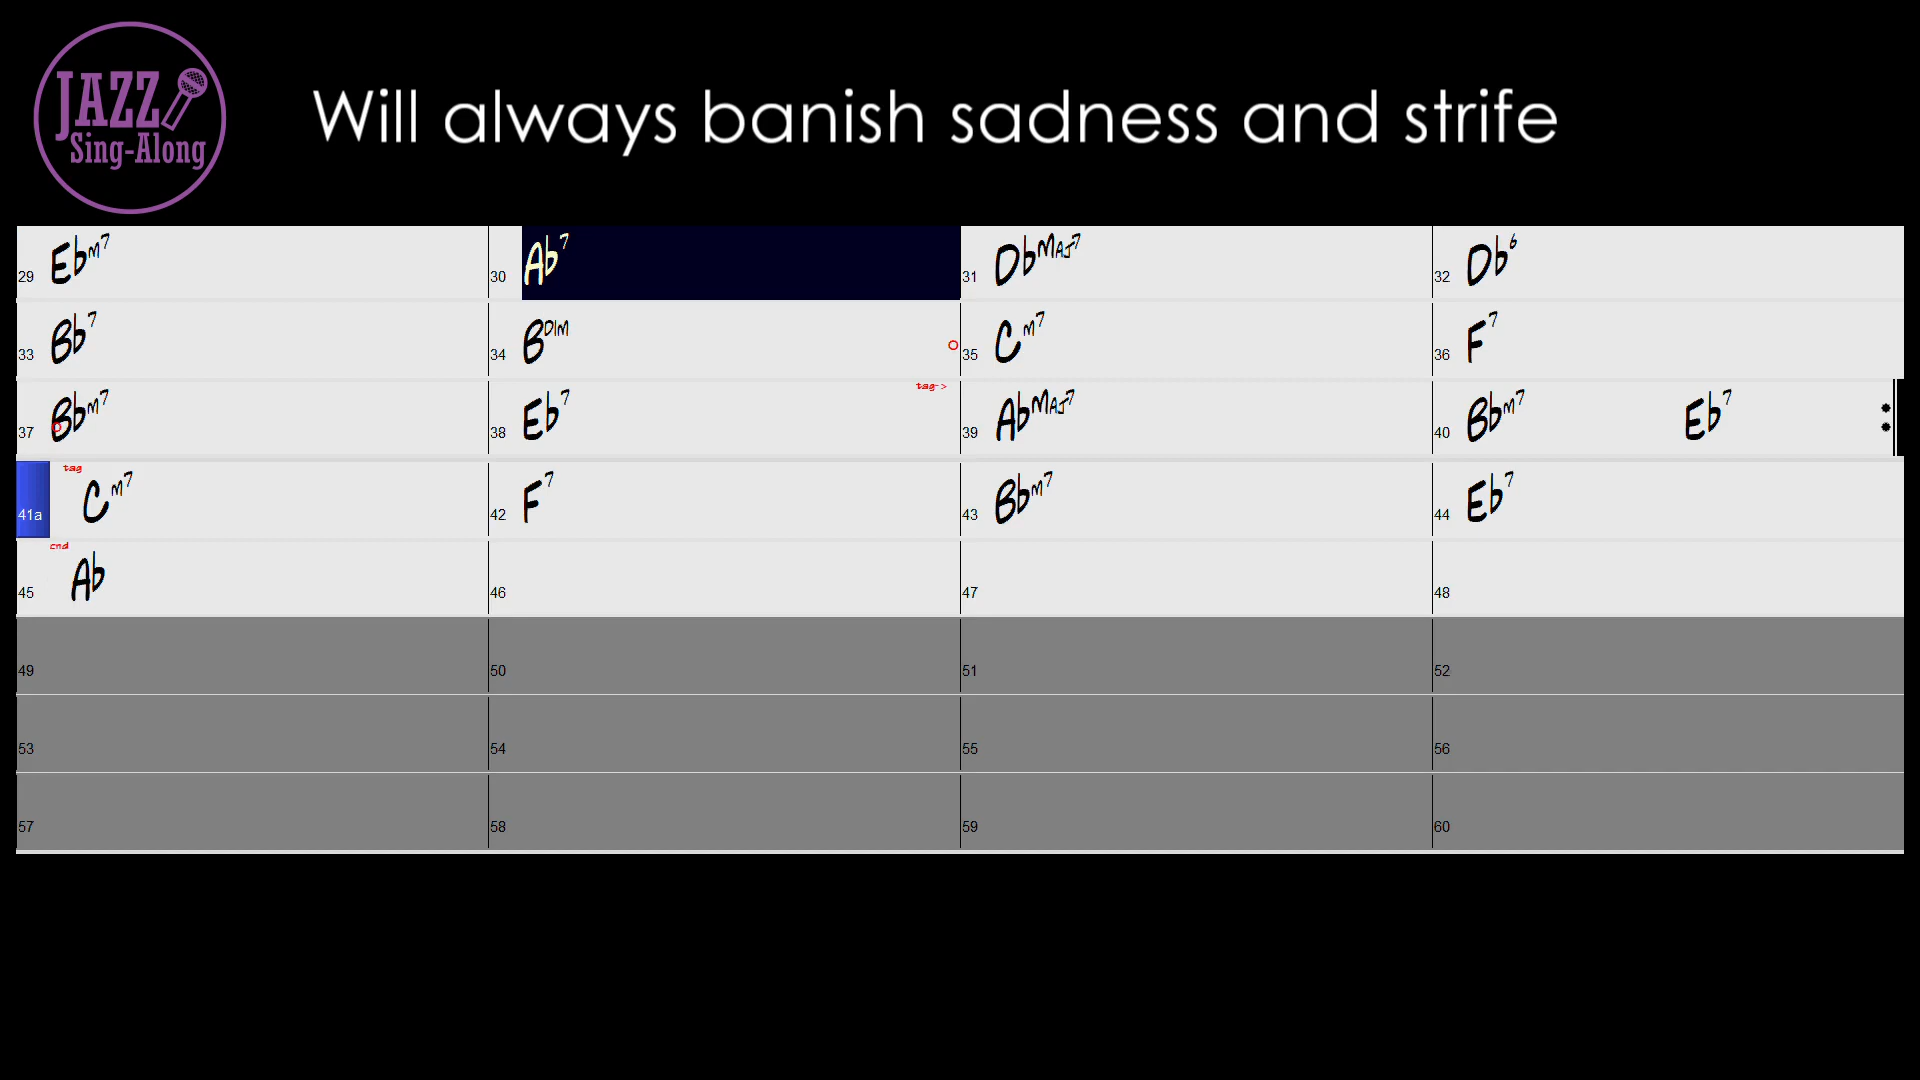 JAZZ
Sing-Along
Will always banish sadness and strife
29 Ebm7 30 Ab7 31 DbMAJ7 32 Db6
33 Bb7 34 BDIM 35 Cm7 36 F7
tag->
37 Bbm7 38 Eb7 39 AbMAJ7 40 Bbm7 Eb7
tag
41a Cm7 42 F7 43 Bbm7 44 Eb7
end
45 Ab 46 47 48
49 50 51 52
53 54 55 56
57 58 59 60